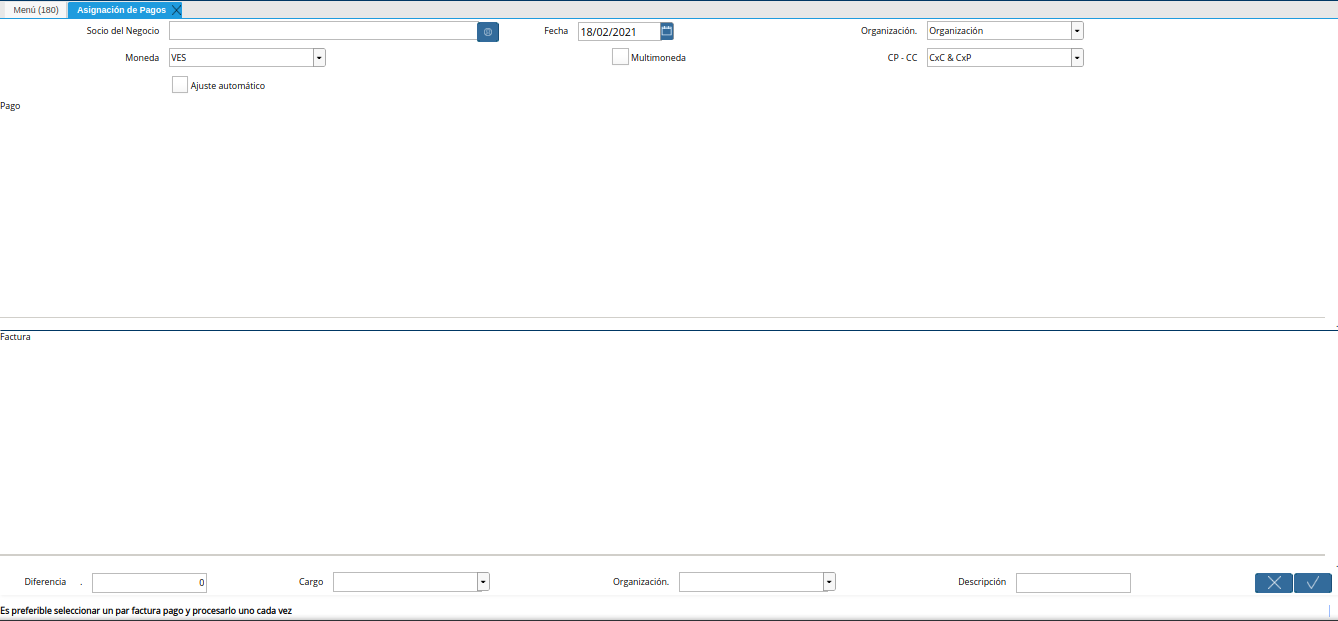 Menú (180) Asignación de Pagos
Socio del Negocio Fecha 18/02/2021 Organización. Organización
Moneda VES Multimoneda CP - CC CxC & CxP
Ajuste automático
Pago
Factura
Diferencia . 0 Cargo Organización. Descripción
Es preferible seleccionar un par factura pago y procesarlo uno cada vez